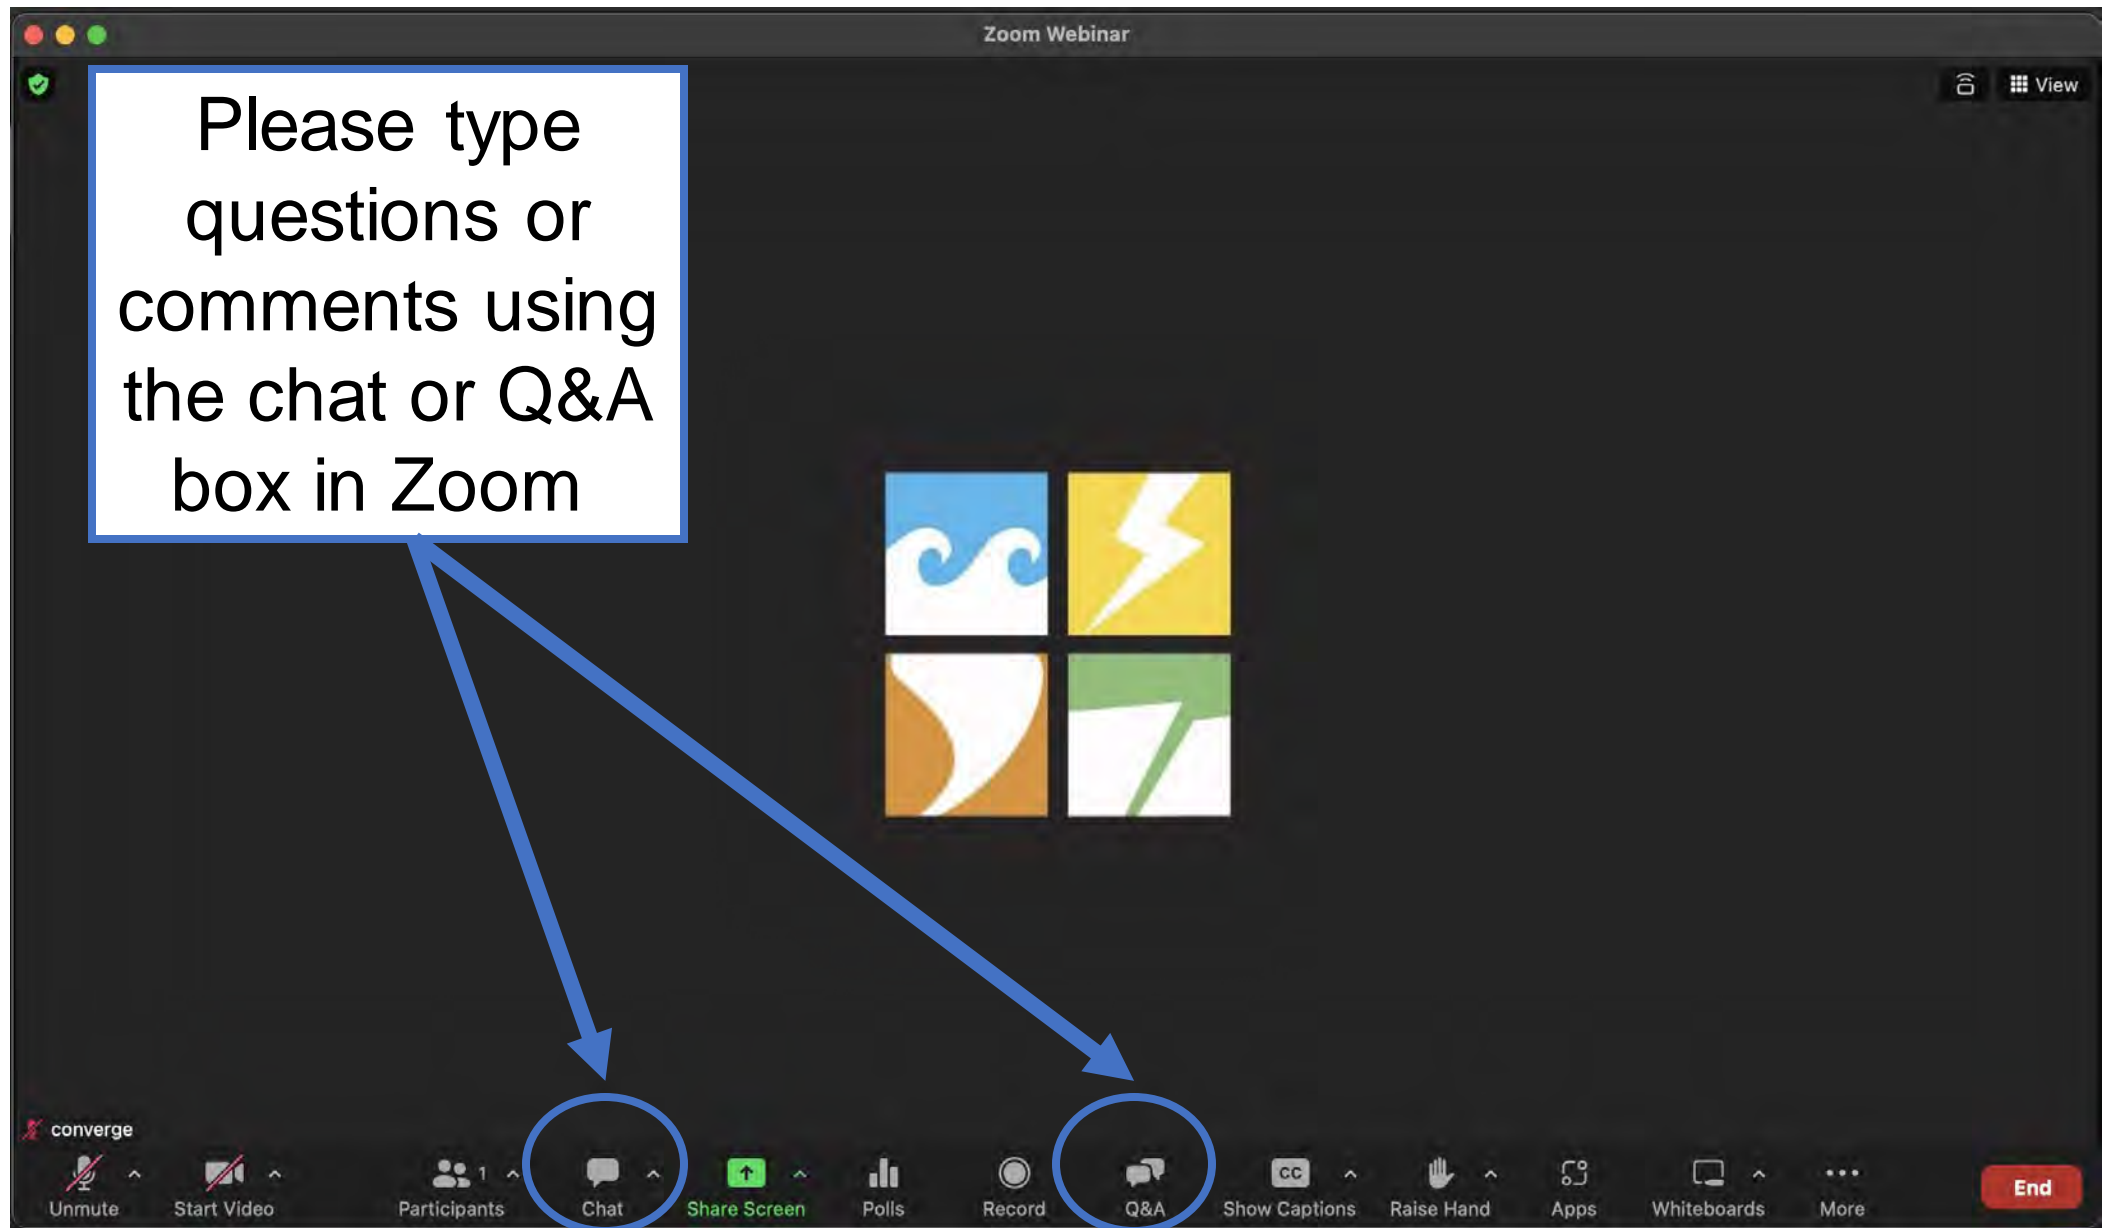 Zoom Webinar
View
Please type
questions or
comments using
the chat or Q&A
box in Zoom
converge
Unmute
Start Video
1
Participants
Chat
Share Screen
Polls
Record
Q&A
CC
Show Captions
Raise Hand
Apps
Whiteboards
More
End